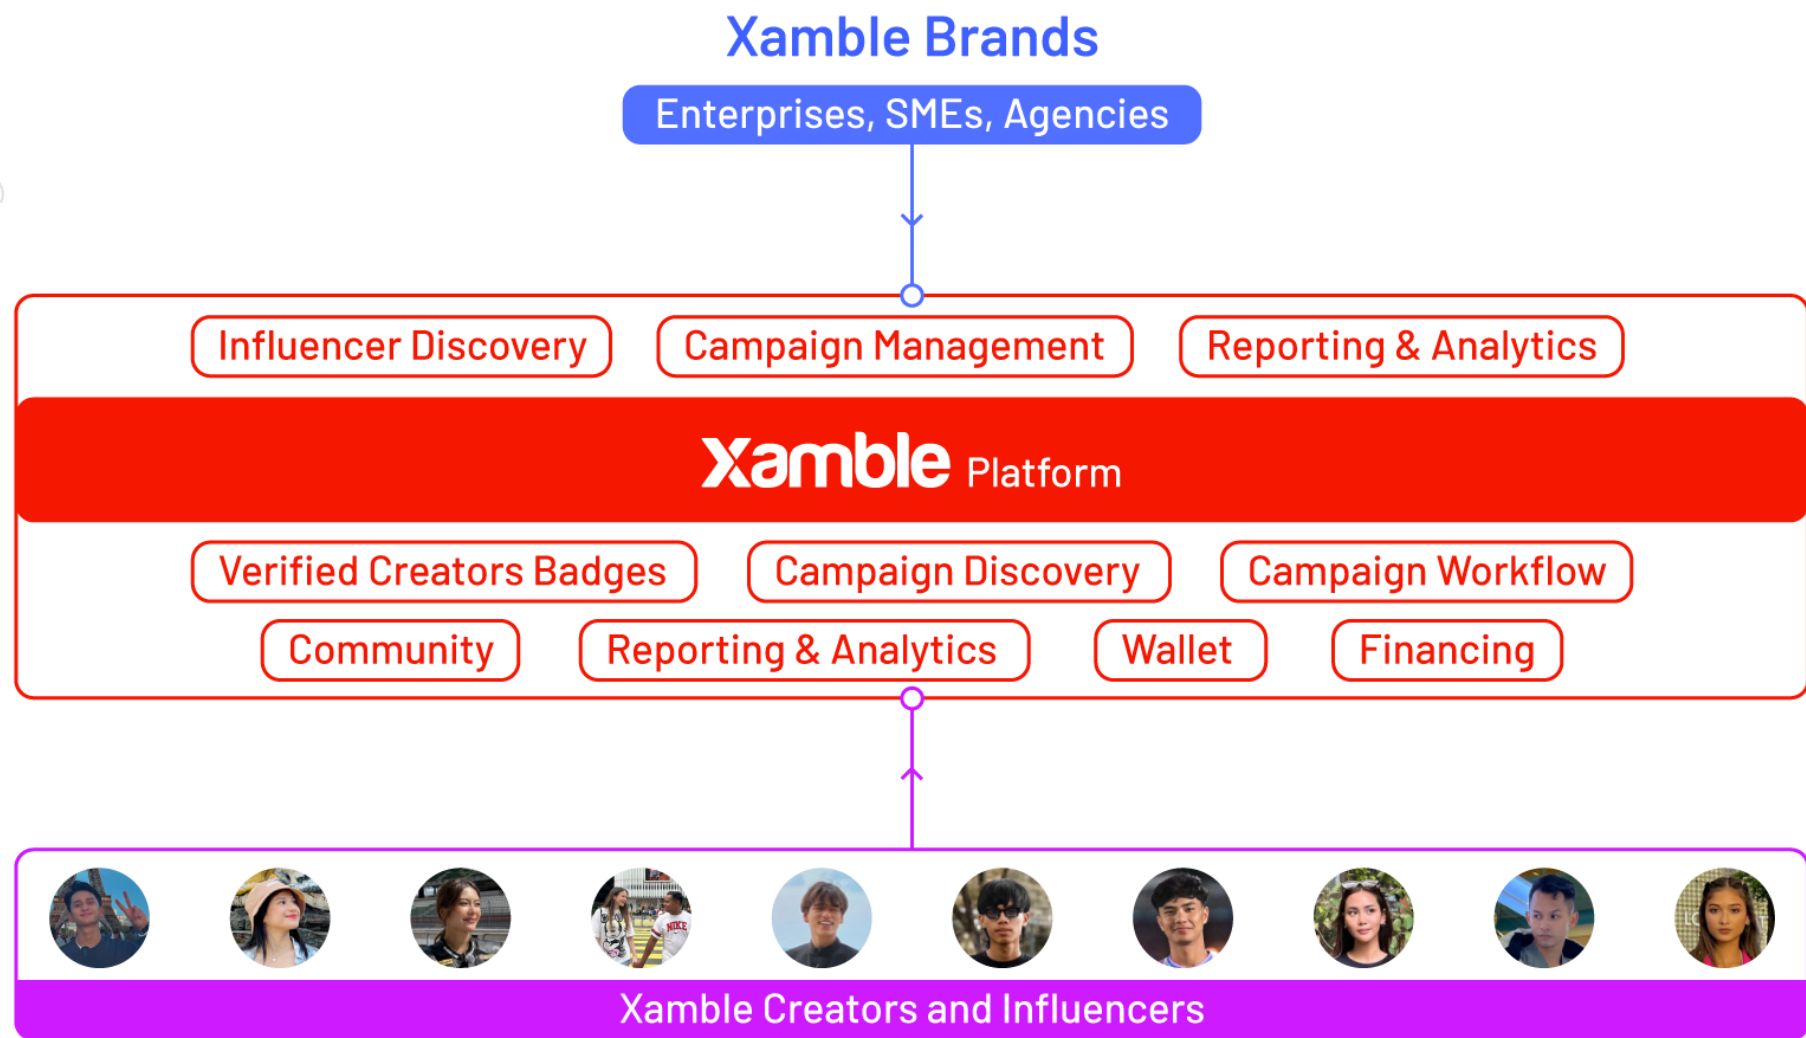 Xamble Brands
Enterprises, SMEs, Agencies
Influencer Discovery
Campaign Management
Reporting & Analytics
xamble Platform
Verified Creators Badges
Campaign Discovery
Campaign Workflow
Community
Reporting & Analytics
Wallet
Financing
NIKE
Xamble Creators and Influencers